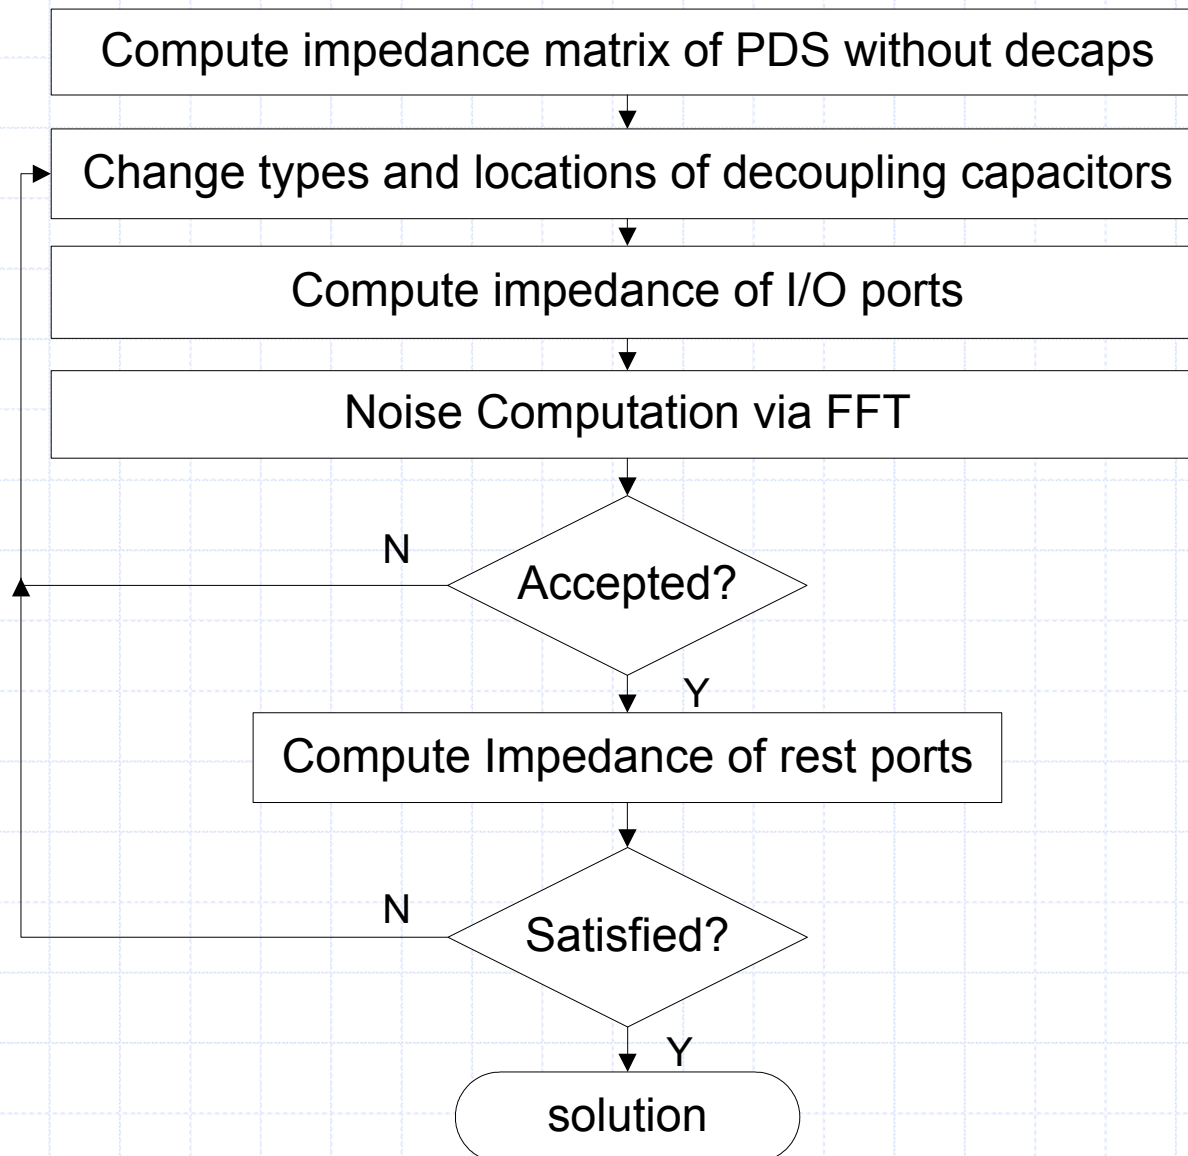 Compute impedance matrix of PDS without decaps
Change types and locations of decoupling capacitors
Compute impedance of I/O ports
Noise Computation via FFT
N
Accepted?
Y
Compute Impedance of rest ports
N
Satisfied?
Y
solution